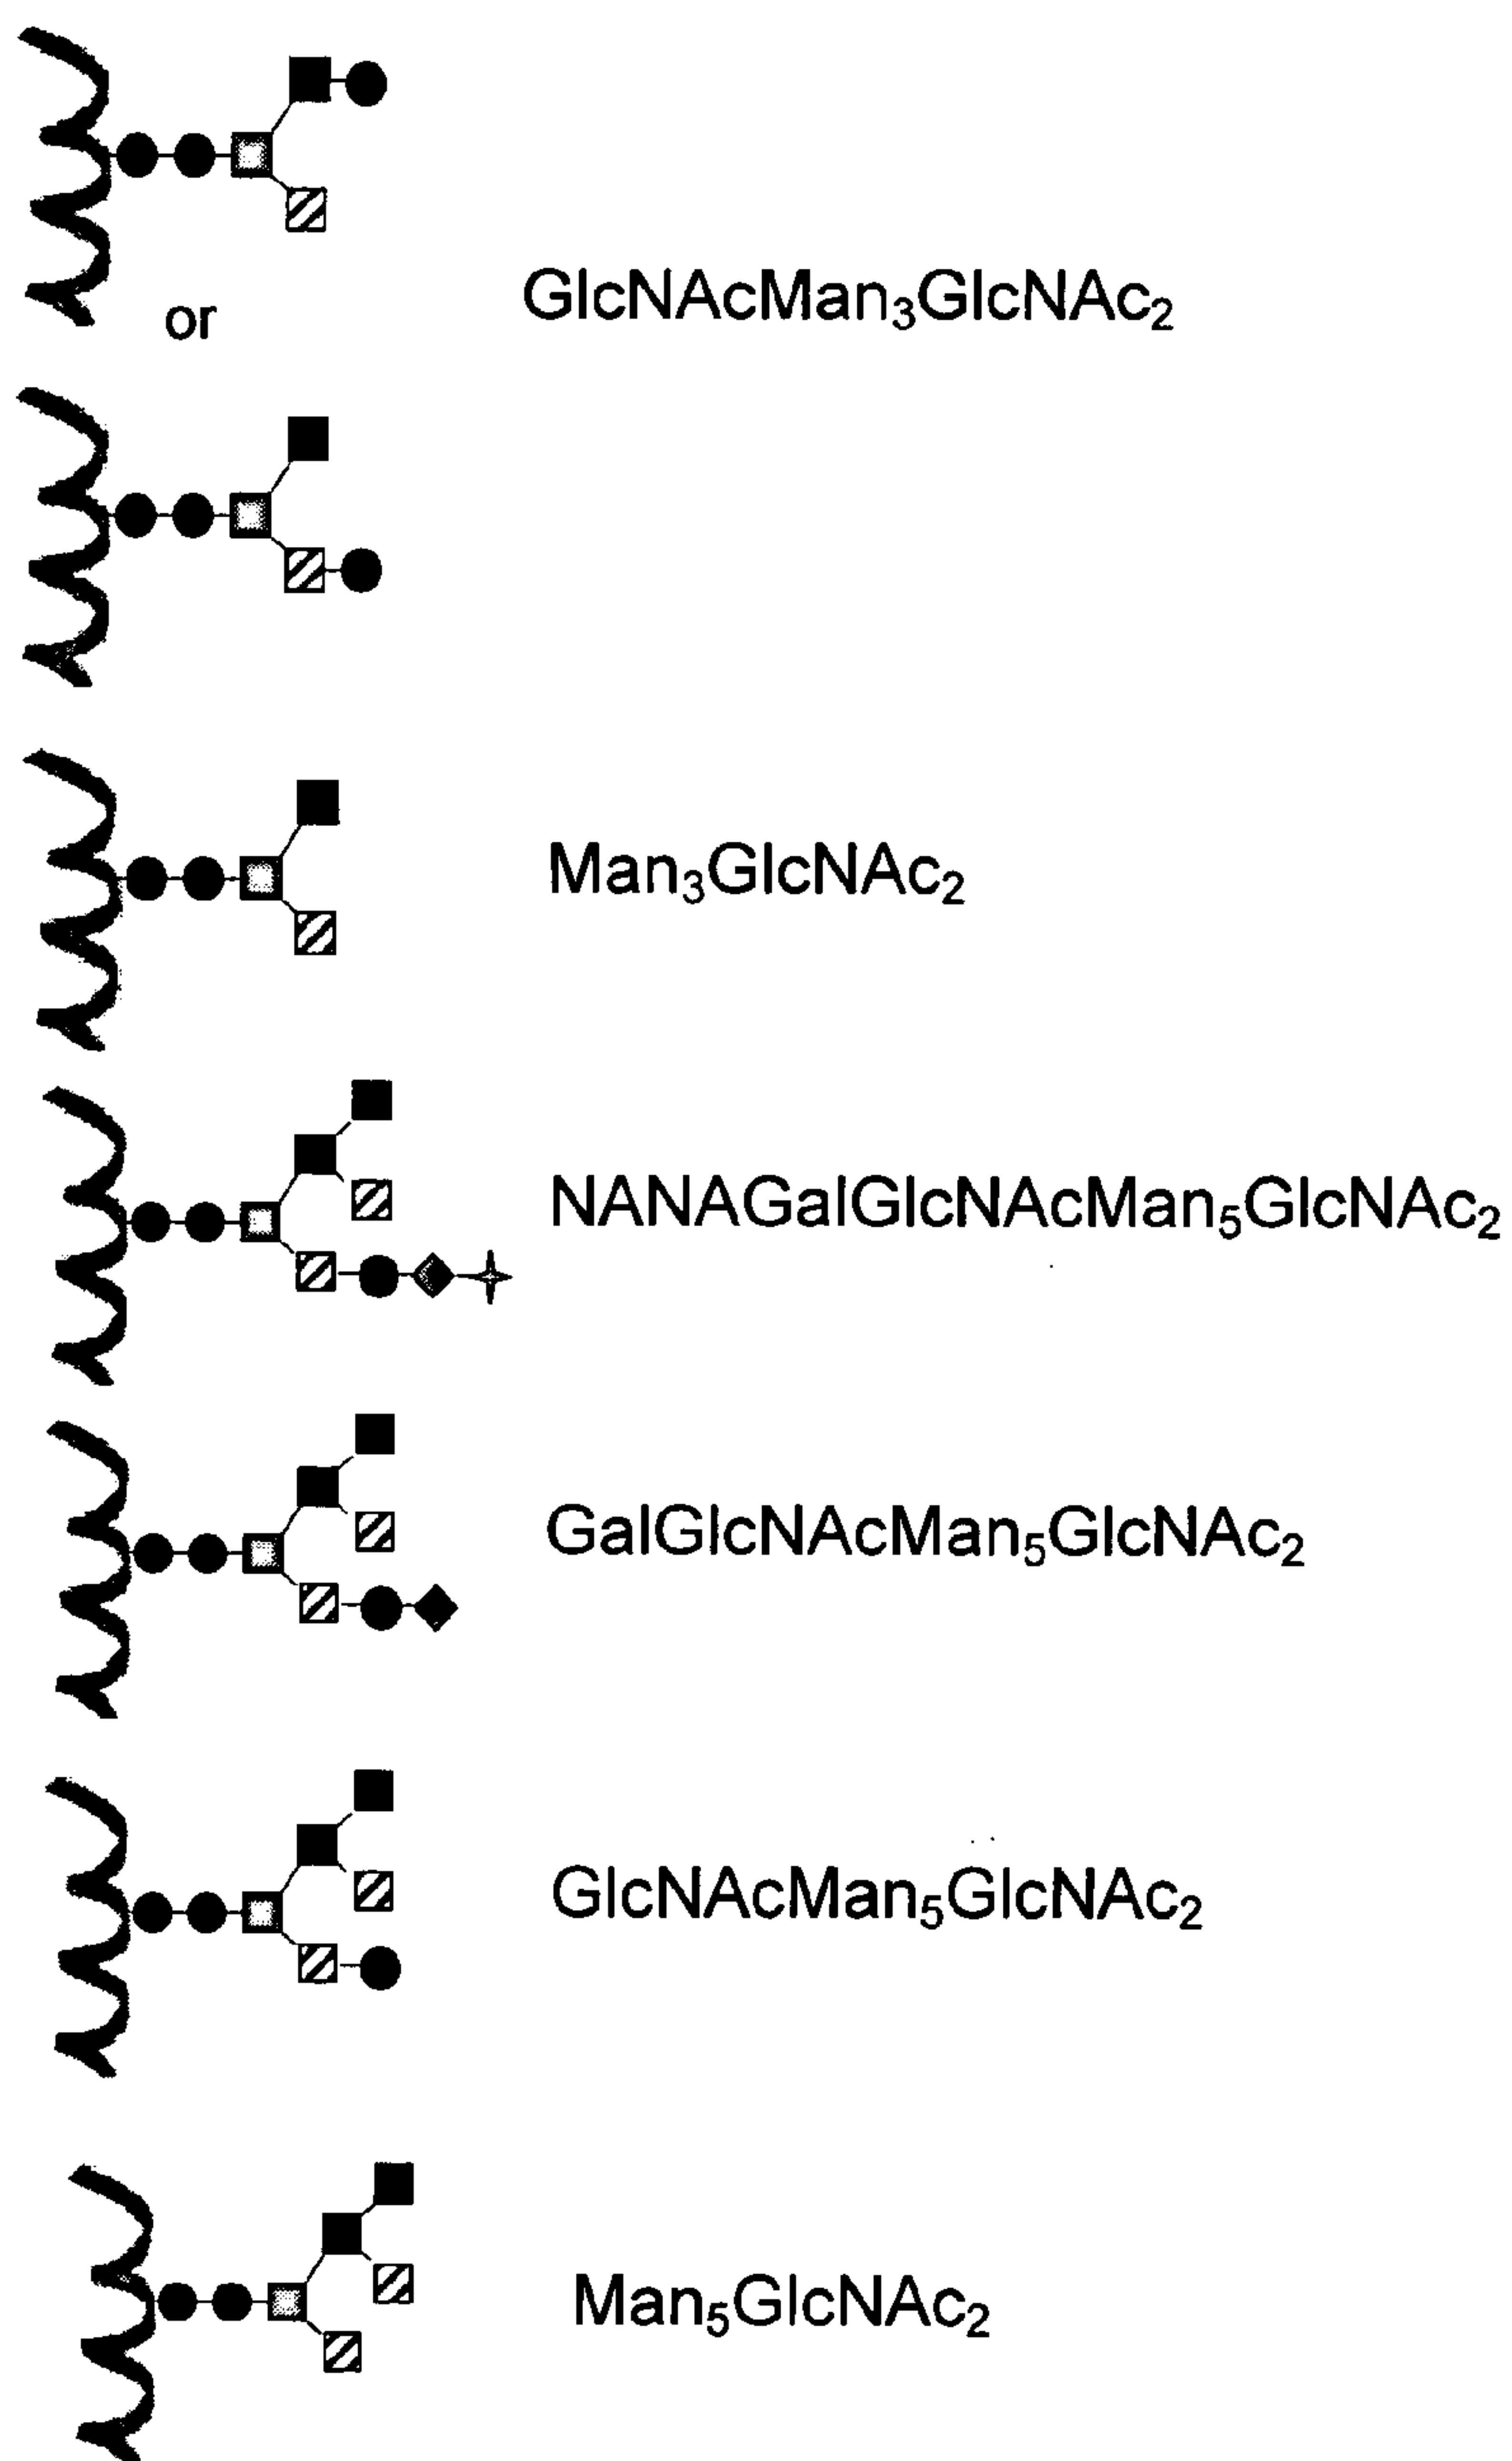 GlcNAcMan₃GlcNAc₂
or
Man₃GlcNAc₂
NANAGalGlcNAcMan₅GlcNAc₂
GalGlcNAcMan₅GlcNAc₂
GlcNAcMan₅GlcNAc₂
Man₅GlcNAc₂